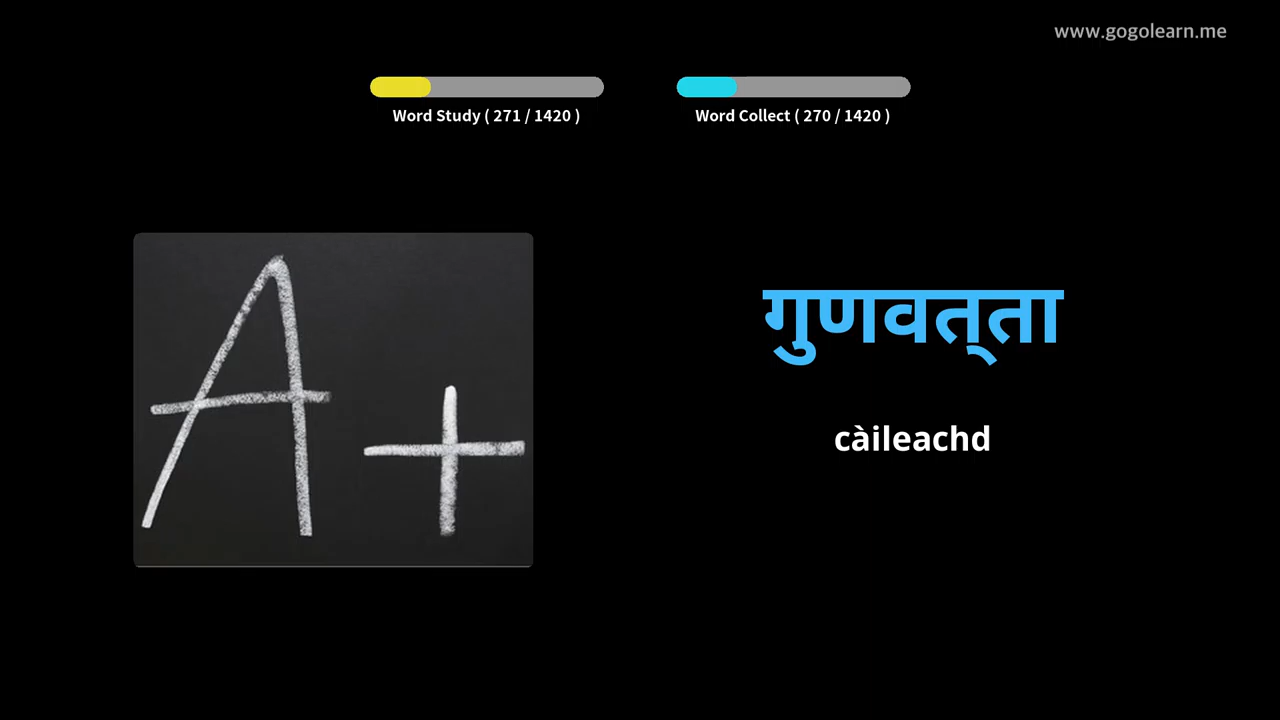 www.gogolearn.me
Word Study ( 271 / 1420 )
Word Collect ( 270 / 1420 )
A+
गुणवत्‌ता
càileachd